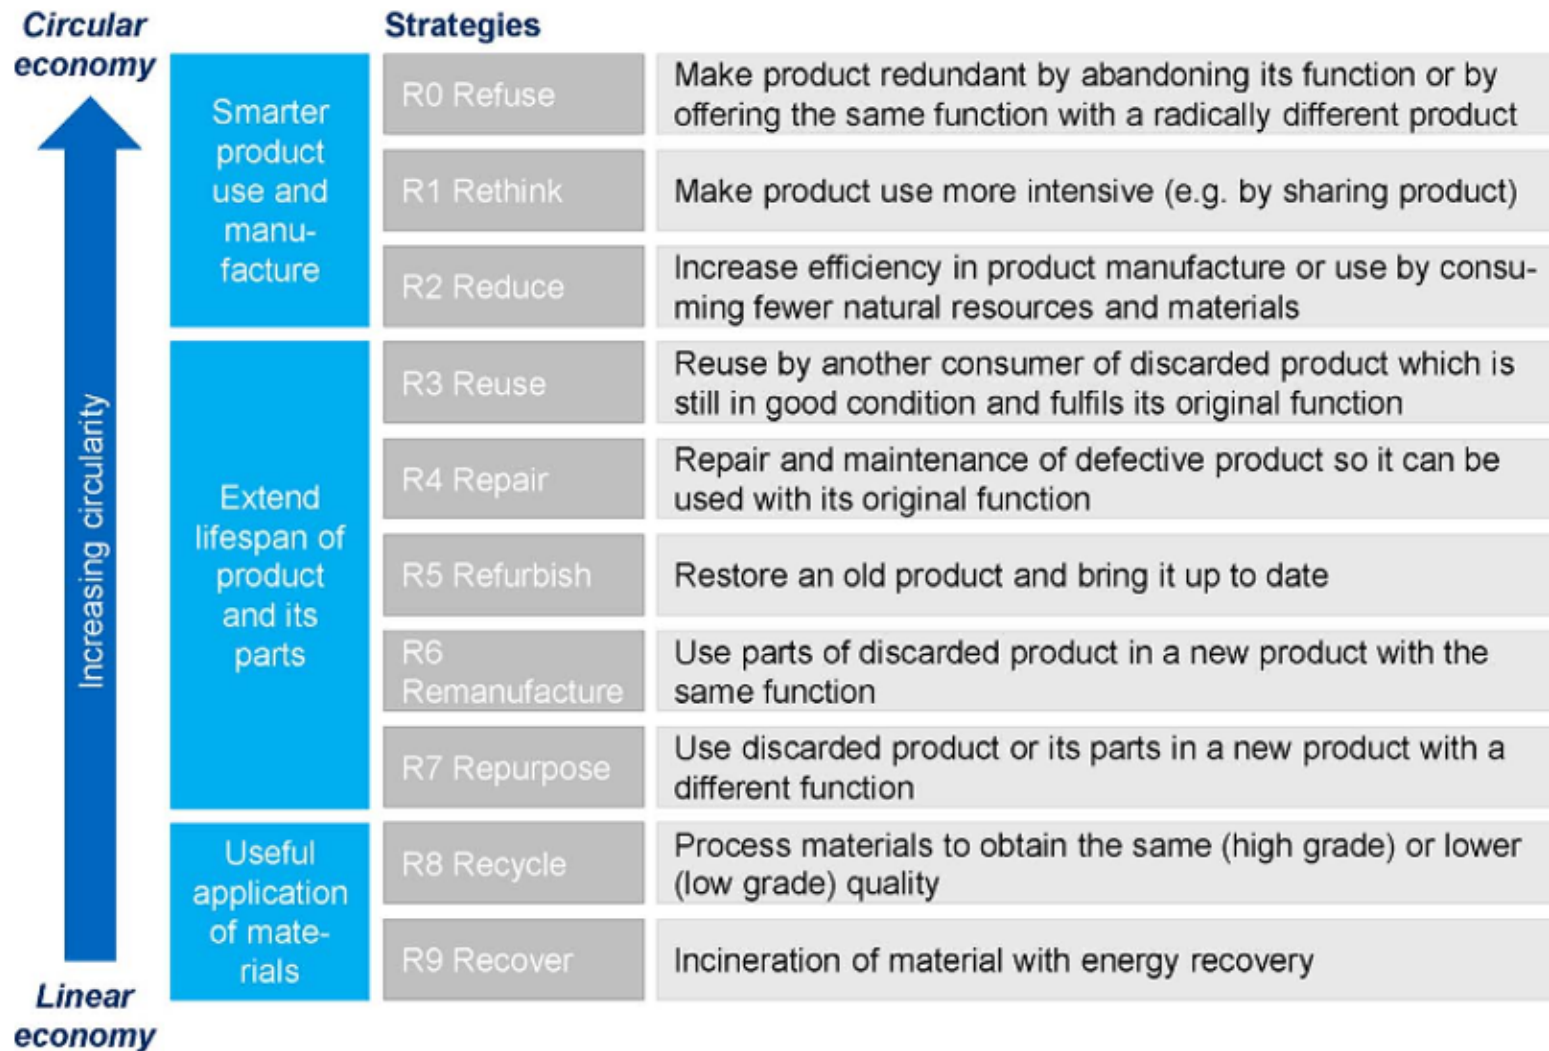 Circular
economy
Strategies
Increasing circularity
Linear
economy
Smarter
product
use and
manu-
facture
R0 Refuse
Make product redundant by abandoning its function or by
offering the same function with a radically different product
R1 Rethink
Make product use more intensive (e.g. by sharing product)
R2 Reduce
Increase efficiency in product manufacture or use by consu-
ming fewer natural resources and materials
Extend
lifespan of
product
and its
parts
R3 Reuse
Reuse by another consumer of discarded product which is
still in good condition and fulfils its original function
R4 Repair
Repair and maintenance of defective product so it can be
used with its original function
R5 Refurbish
Restore an old product and bring it up to date
R6
Remanufacture
Use parts of discarded product in a new product with the
same function
R7 Repurpose
Use discarded product or its parts in a new product with a
different function
Useful
application
of mate-
rials
R8 Recycle
Process materials to obtain the same (high grade) or lower
(low grade) quality
R9 Recover
Incineration of material with energy recovery